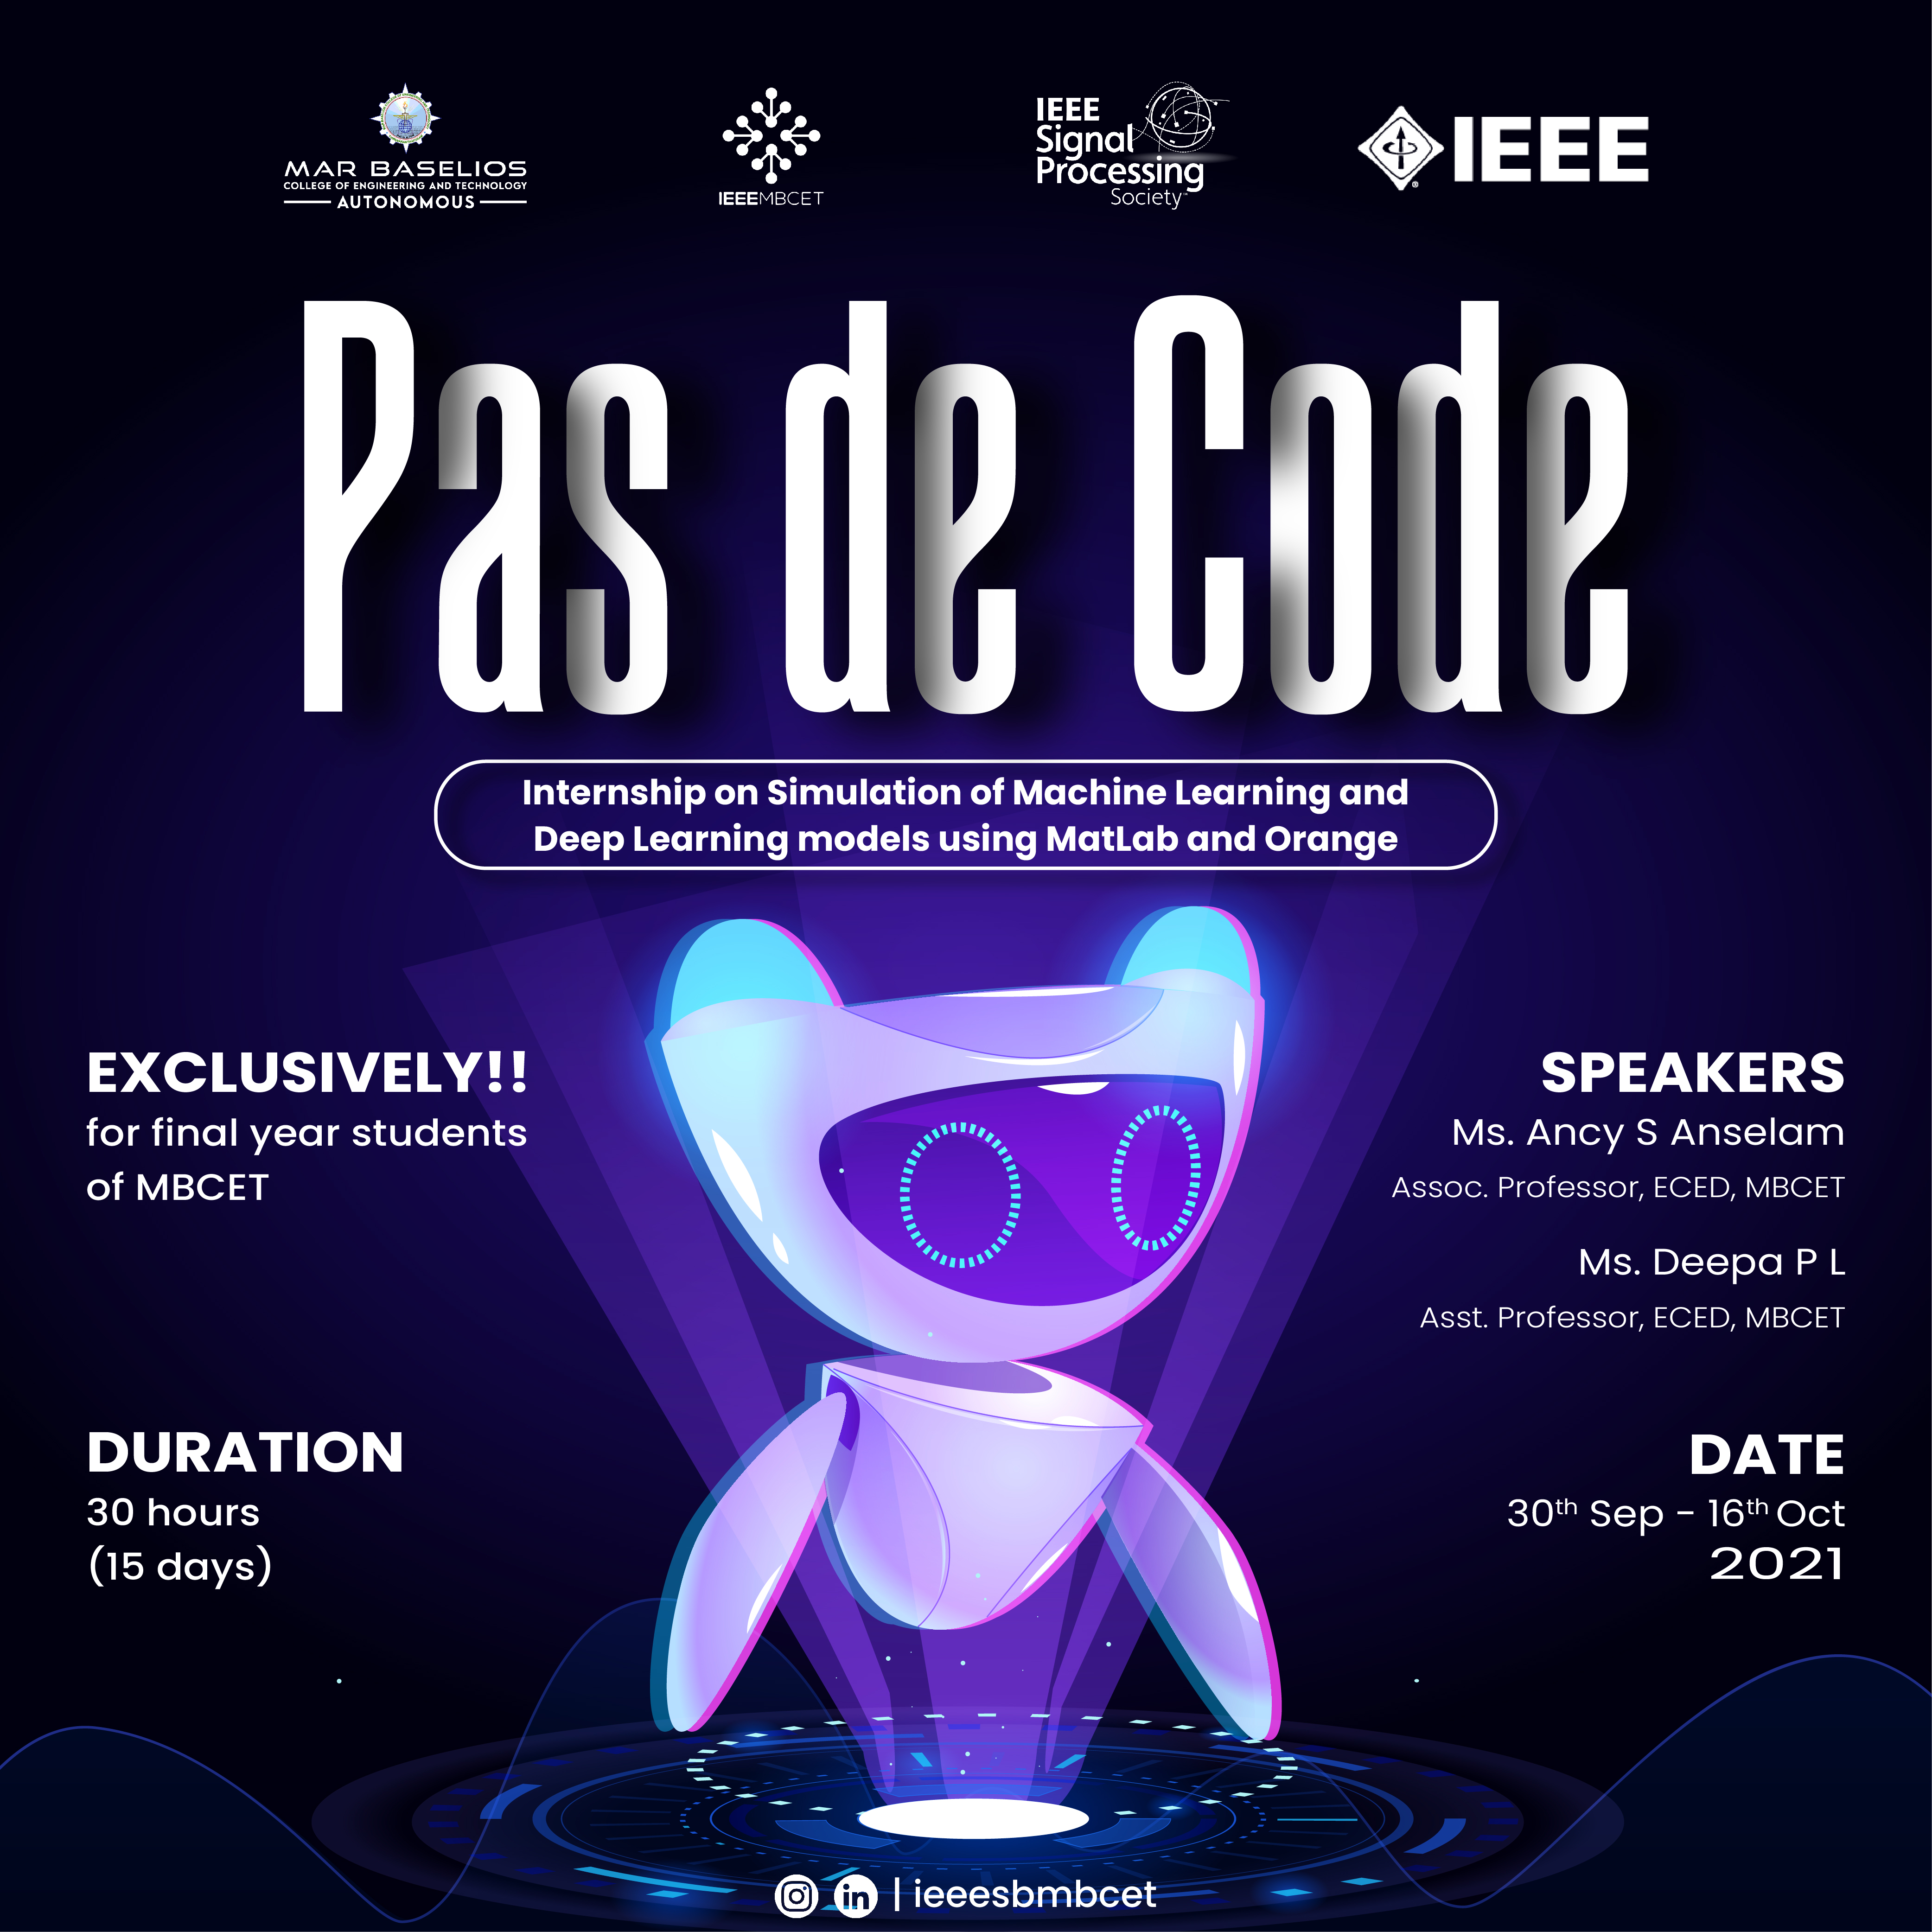 MAR BASELIOS
COLLEGE OF ENGINEERING AND TECHNOLOGY
AUTONOMOUS
IEEEMBCET
IEEE
Signal
Processing
Society™
IEEE
Pas de Code
Internship on Simulation of Machine Learning and
Deep Learning models using MatLab and Orange
EXCLUSIVELY!!
for final year students
of MBCET
SPEAKERS
Ms. Ancy S Anselam
Assoc. Professor, ECED, MBCET
Ms. Deepa P L
Asst. Professor, ECED, MBCET
DURATION
30 hours
(15 days)
DATE
30th Sep - 16th Oct
2021
in | ieeesbmbcet